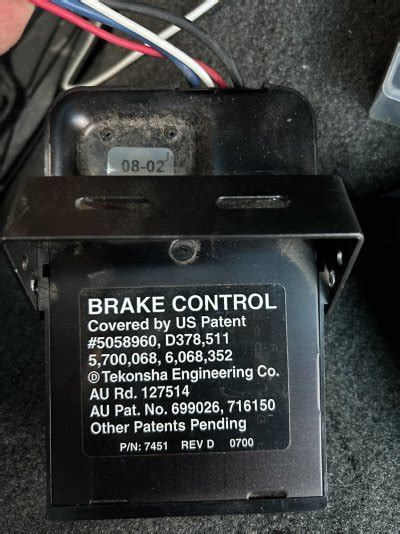 08-02
BRAKE CONTROL
Covered by US Patent
#5058960, D378,511
5,700,068, 6,068,352
©Tekonsha Engineering Co.
AU Rd. 127514
AU Pat. No. 699026, 716150
Other Patents Pending
P/N: 7451 REV D 0700